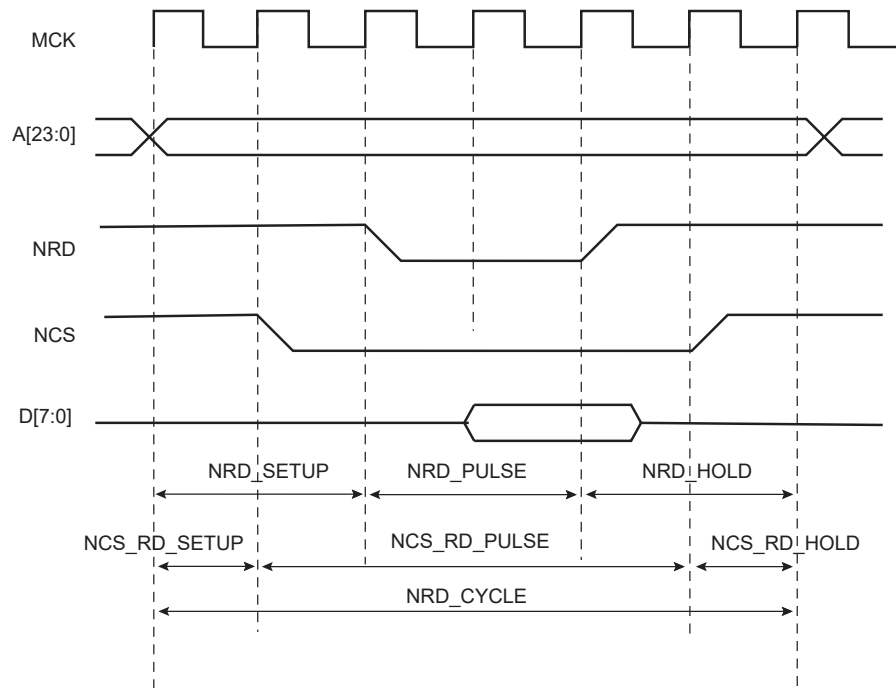 MCK
A[23:0]
NRD
NCS
D[7:0]
NRD_SETUP NRD_PULSE NRD_HOLD
NCS_RD_SETUP NCS_RD_PULSE NCS_RD_HOLD
NRD_CYCLE